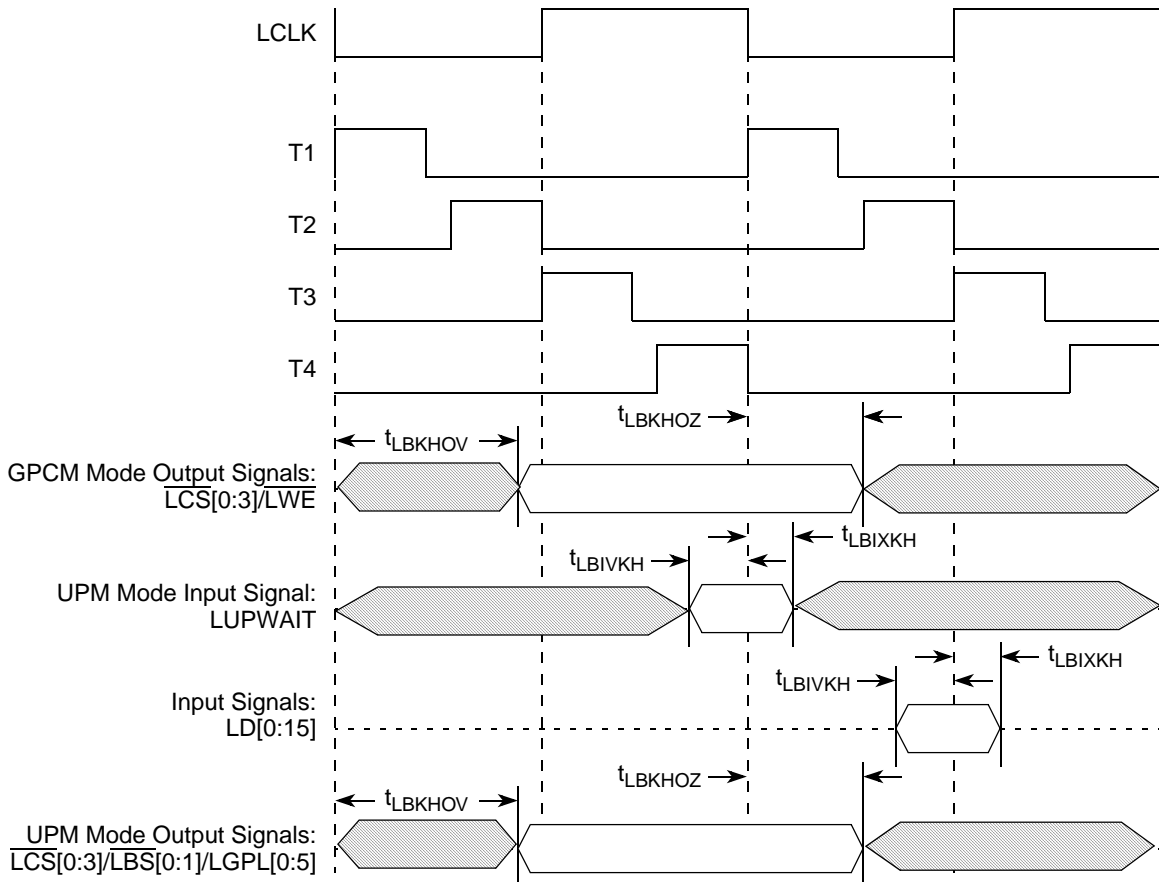 LCLK
T1
T2
T3
T4
tLBKHOZ
tLBKHOV
GPCM Mode Output Signals:
LCS[0:3]/LWE
tLBIXKH
tLBIVKH
UPM Mode Input Signal:
LUPWAIT
tLBIXKH
tLBIVKH
Input Signals:
LD[0:15]
tLBKHOZ
tLBKHOV
UPM Mode Output Signals:
LCS[0:3]/LBS[0:1]/LGPL[0:5]